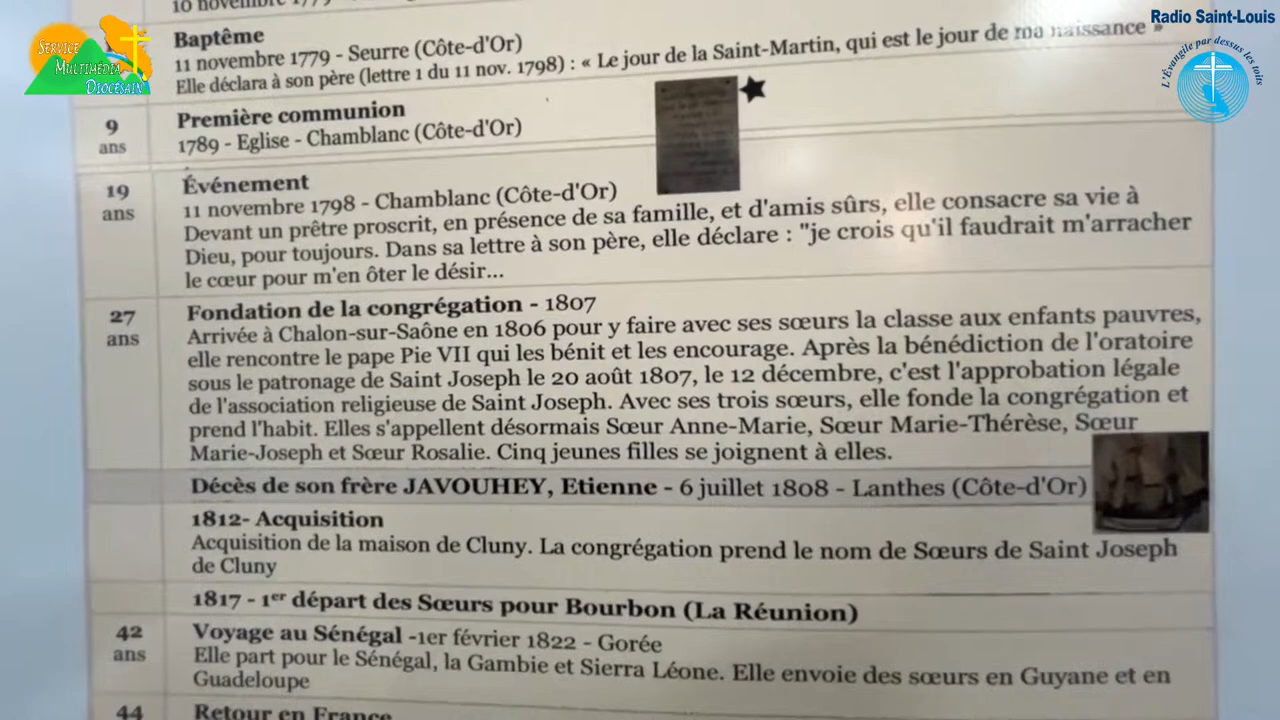 Radio Saint-Louis
L'Évangile par dessus les toits
SERVICE
MULTIMÉDIA
DIOCÉSAIN
10 novembre 1779 -
Baptême
11 novembre 1779 - Seurre (Côte-d'Or)
Elle déclara à son père (lettre 1 du 11 nov. 1798) : « Le jour de la Saint-Martin, qui est le jour de ma naissance »
9
ans
Première communion
1789 - Eglise - Chamblanc (Côte-d'Or)
19
ans
Événement
11 novembre 1798 - Chamblanc (Côte-d'Or)
Devant un prêtre proscrit, en présence de sa famille, et d'amis sûrs, elle consacre sa vie à
Dieu, pour toujours. Dans sa lettre à son père, elle déclare : "je crois qu'il faudrait m'arracher
le cœur pour m'en ôter le désir...
27
ans
Fondation de la congrégation - 1807
Arrivée à Chalon-sur-Saône en 1806 pour y faire avec ses sœurs la classe aux enfants pauvres,
elle rencontre le pape Pie VII qui les bénit et les encourage. Après la bénédiction de l'oratoire
sous le patronage de Saint Joseph le 20 août 1807, le 12 décembre, c'est l'approbation légale
de l'association religieuse de Saint Joseph. Avec ses trois sœurs, elle fonde la congrégation et
prend l'habit. Elles s'appellent désormais Sœur Anne-Marie, Sœur Marie-Thérèse, Sœur
Marie-Joseph et Sœur Rosalie. Cinq jeunes filles se joignent à elles.
Décès de son frère JAVOUHEY, Etienne - 6 juillet 1808 - Lanthes (Côte-d'Or)
1812- Acquisition
Acquisition de la maison de Cluny. La congrégation prend le nom de Sœurs de Saint Joseph
de Cluny
1817 - 1er départ des Sœurs pour Bourbon (La Réunion)
42
ans
Voyage au Sénégal -1er février 1822 - Gorée
Elle part pour le Sénégal, la Gambie et Sierra Léone. Elle envoie des sœurs en Guyane et en
Guadeloupe
44
Retour en France